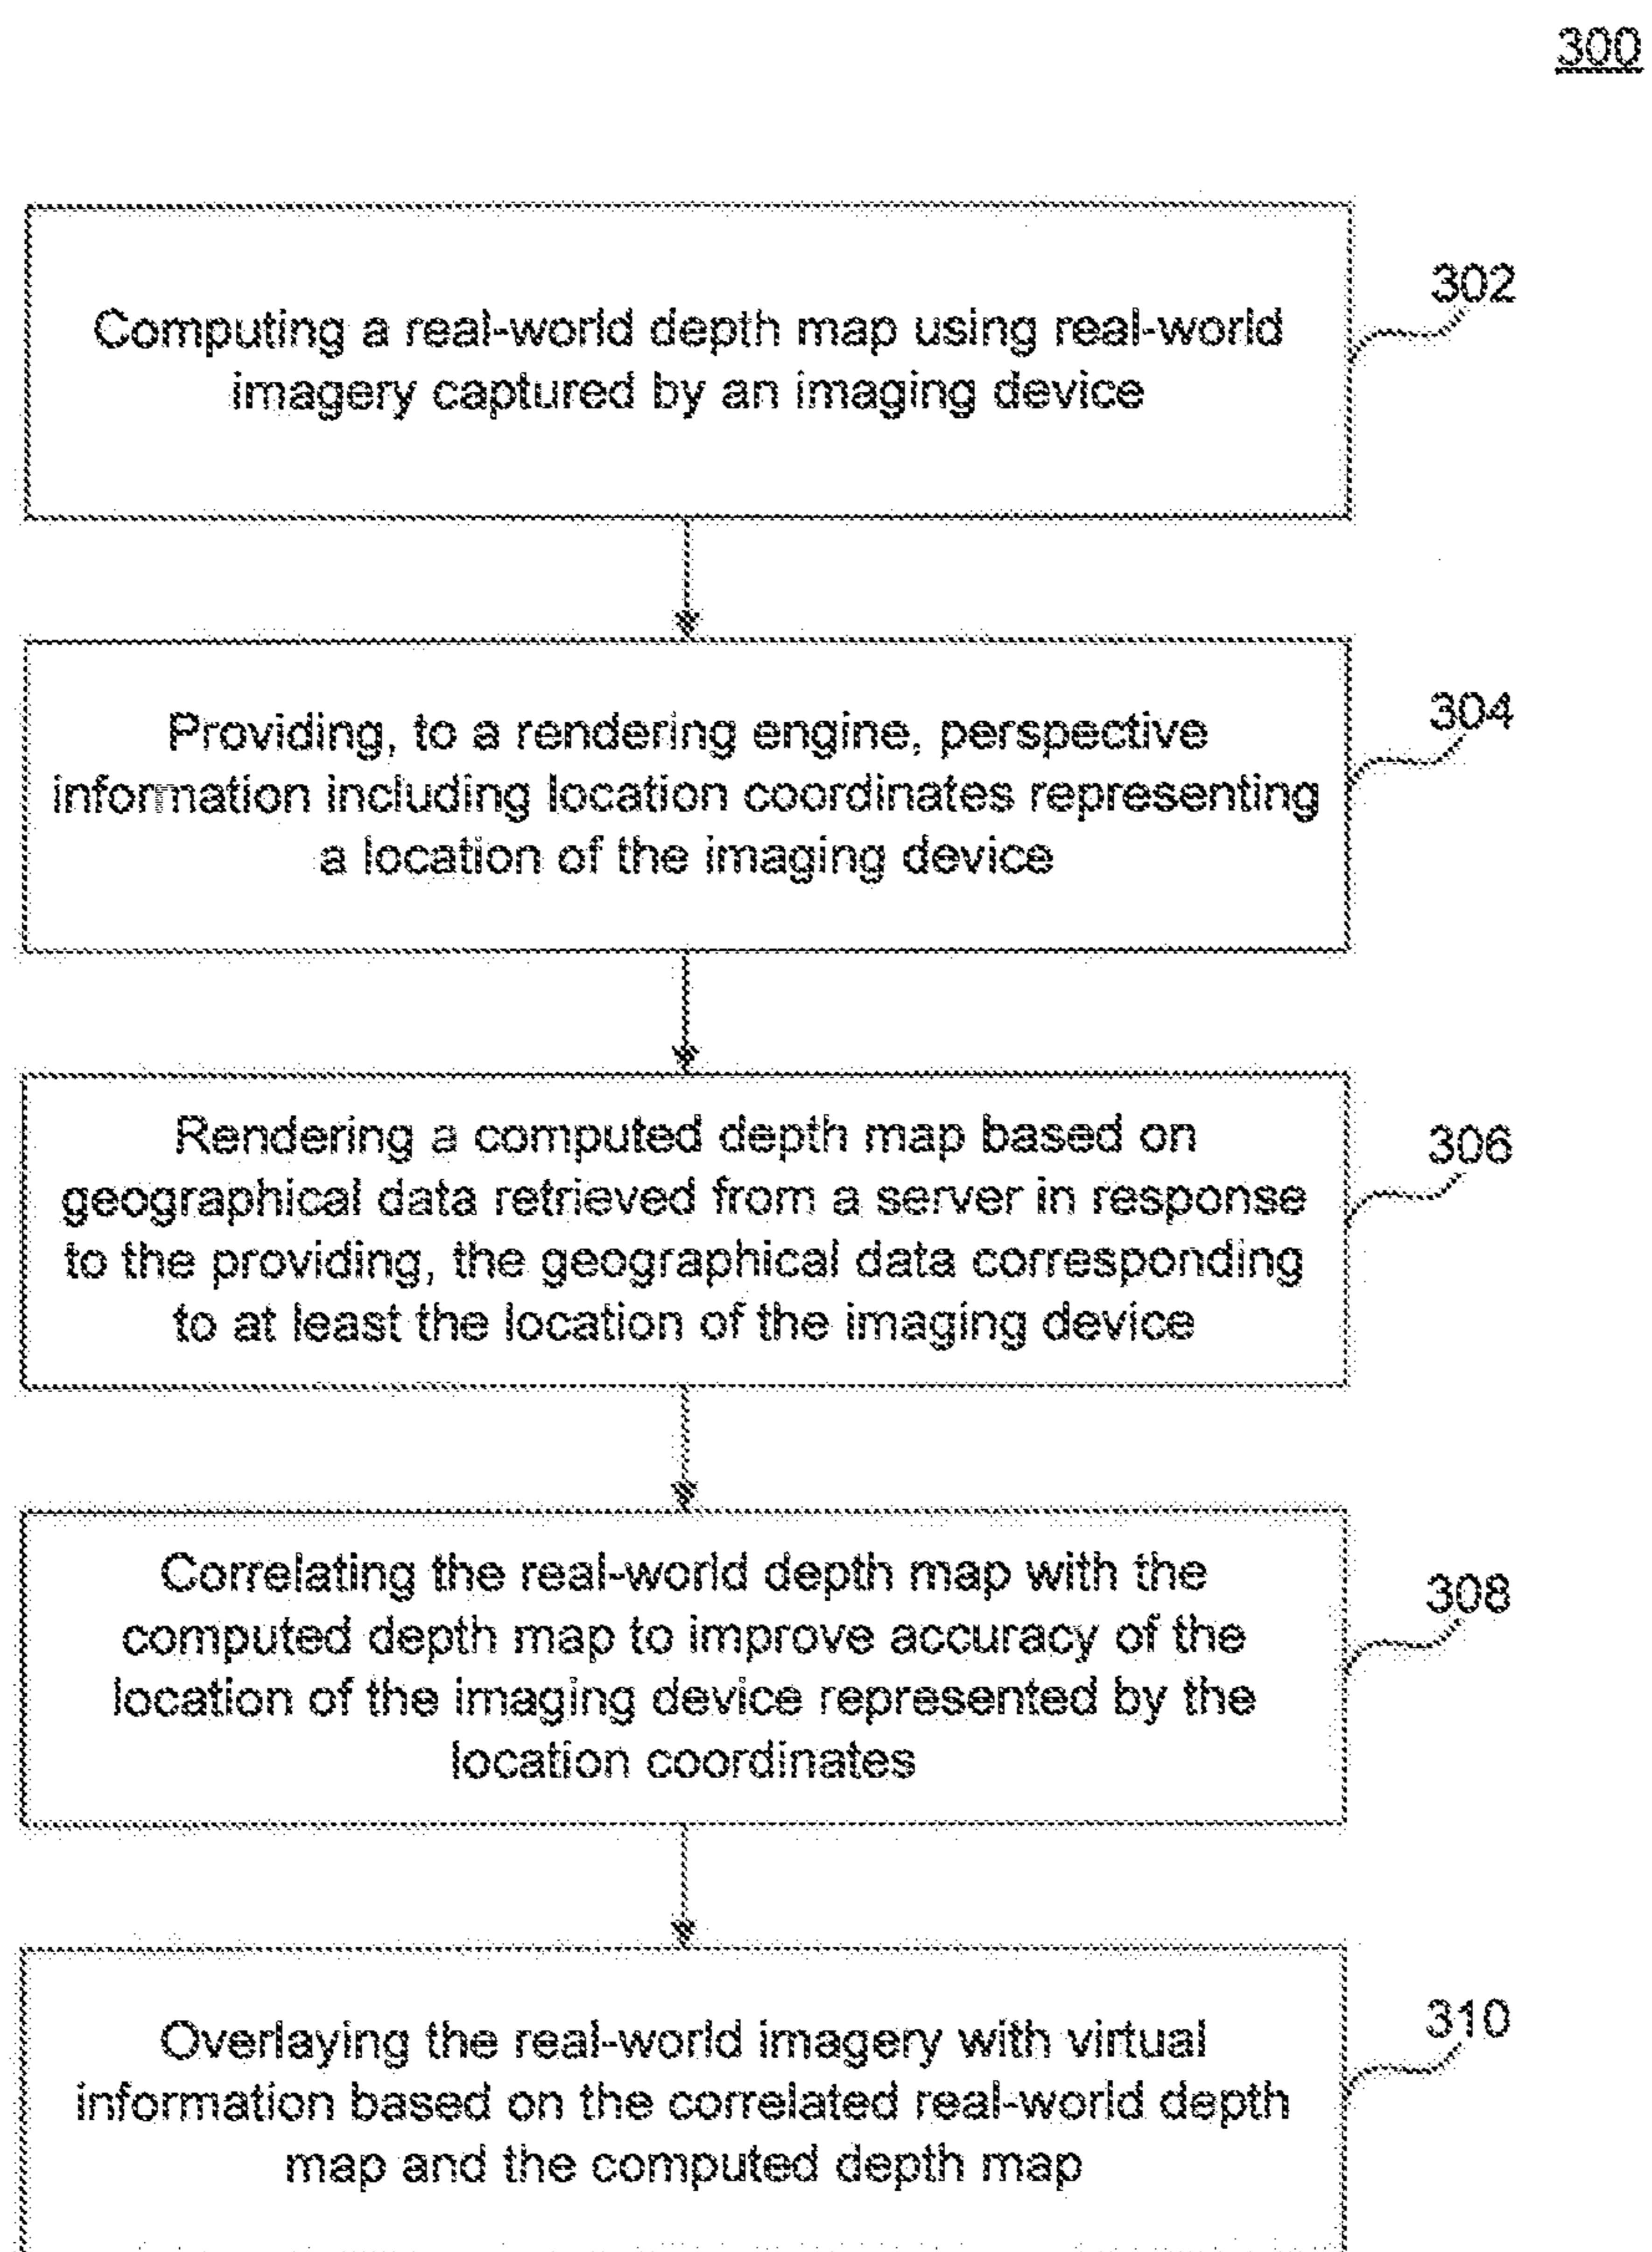 300
Computing a real-world depth map using real-world
imagery captured by an imaging device
302
Providing, to a rendering engine, perspective
information including location coordinates representing
a location of the imaging device
304
Rendering a computed depth map based on
geographical data retrieved from a server in response
to the providing, the geographical data corresponding
to at least the location of the imaging device
306
Correlating the real-world depth map with the
computed depth map to improve accuracy of the
location of the imaging device represented by the
location coordinates
308
Overlaying the real-world imagery with virtual
information based on the correlated real-world depth
map and the computed depth map
310